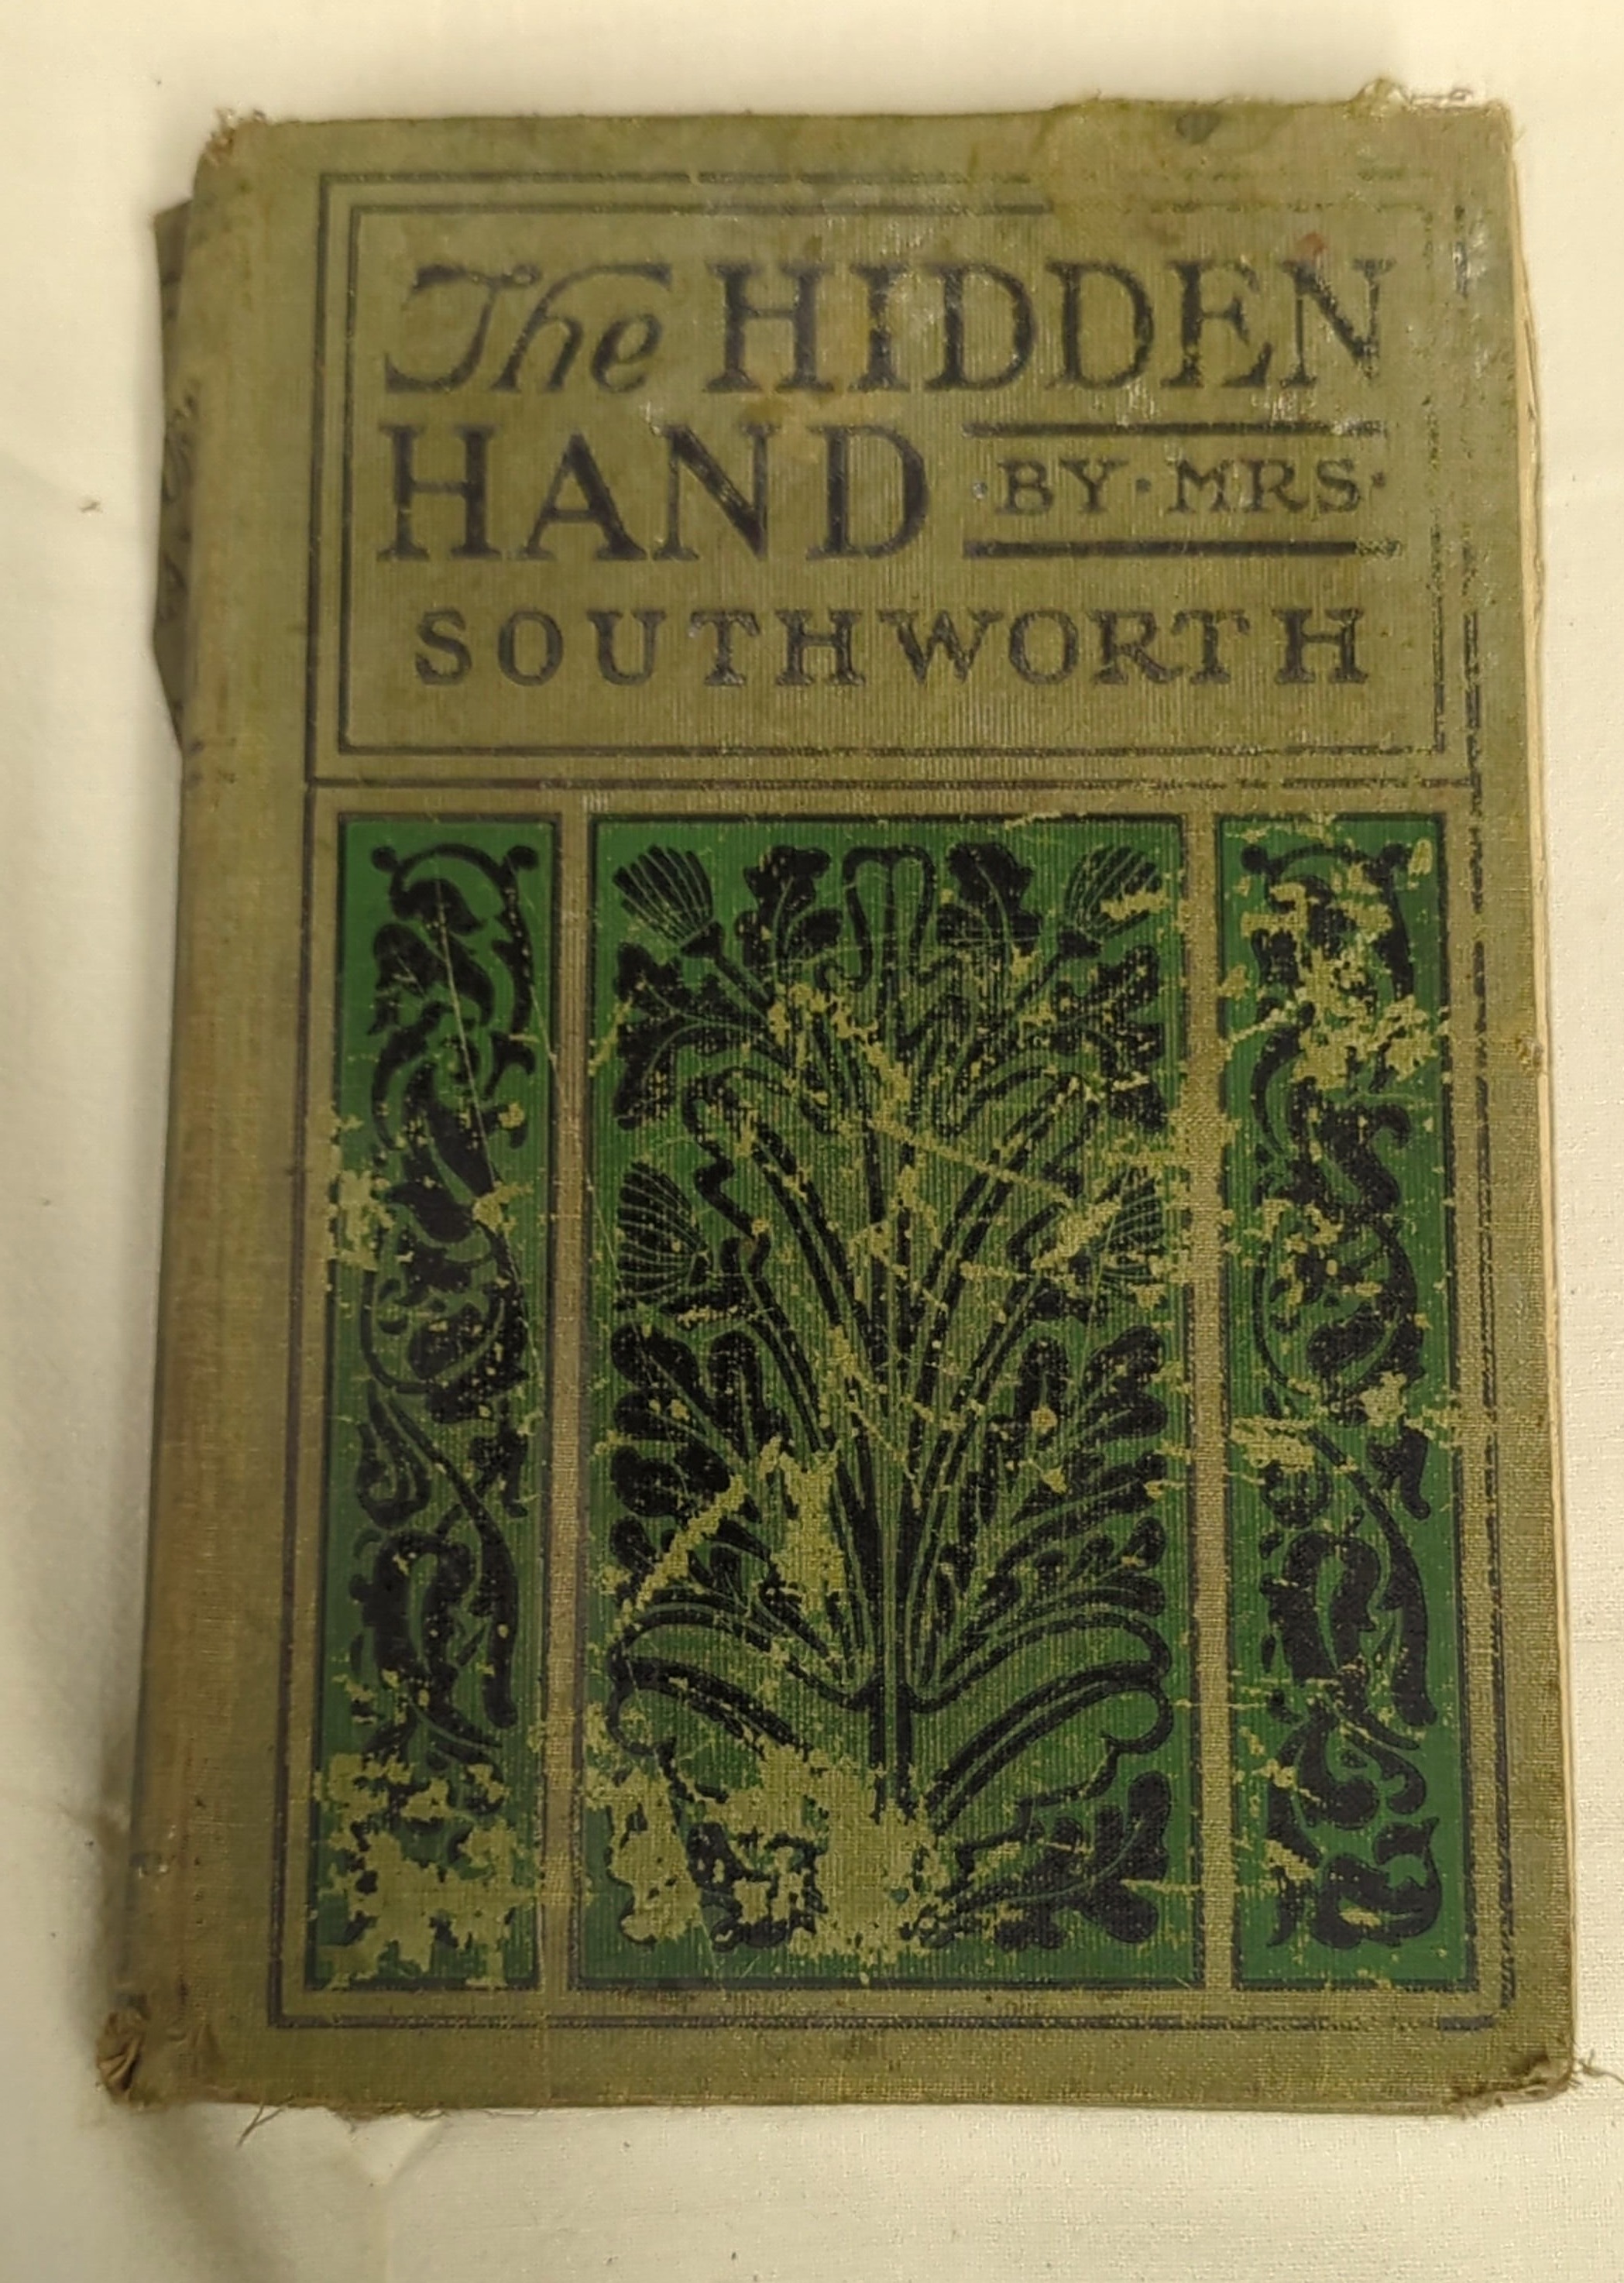 The HIDDEN
HAND ·BY·MRS·
SOUTHWORTH